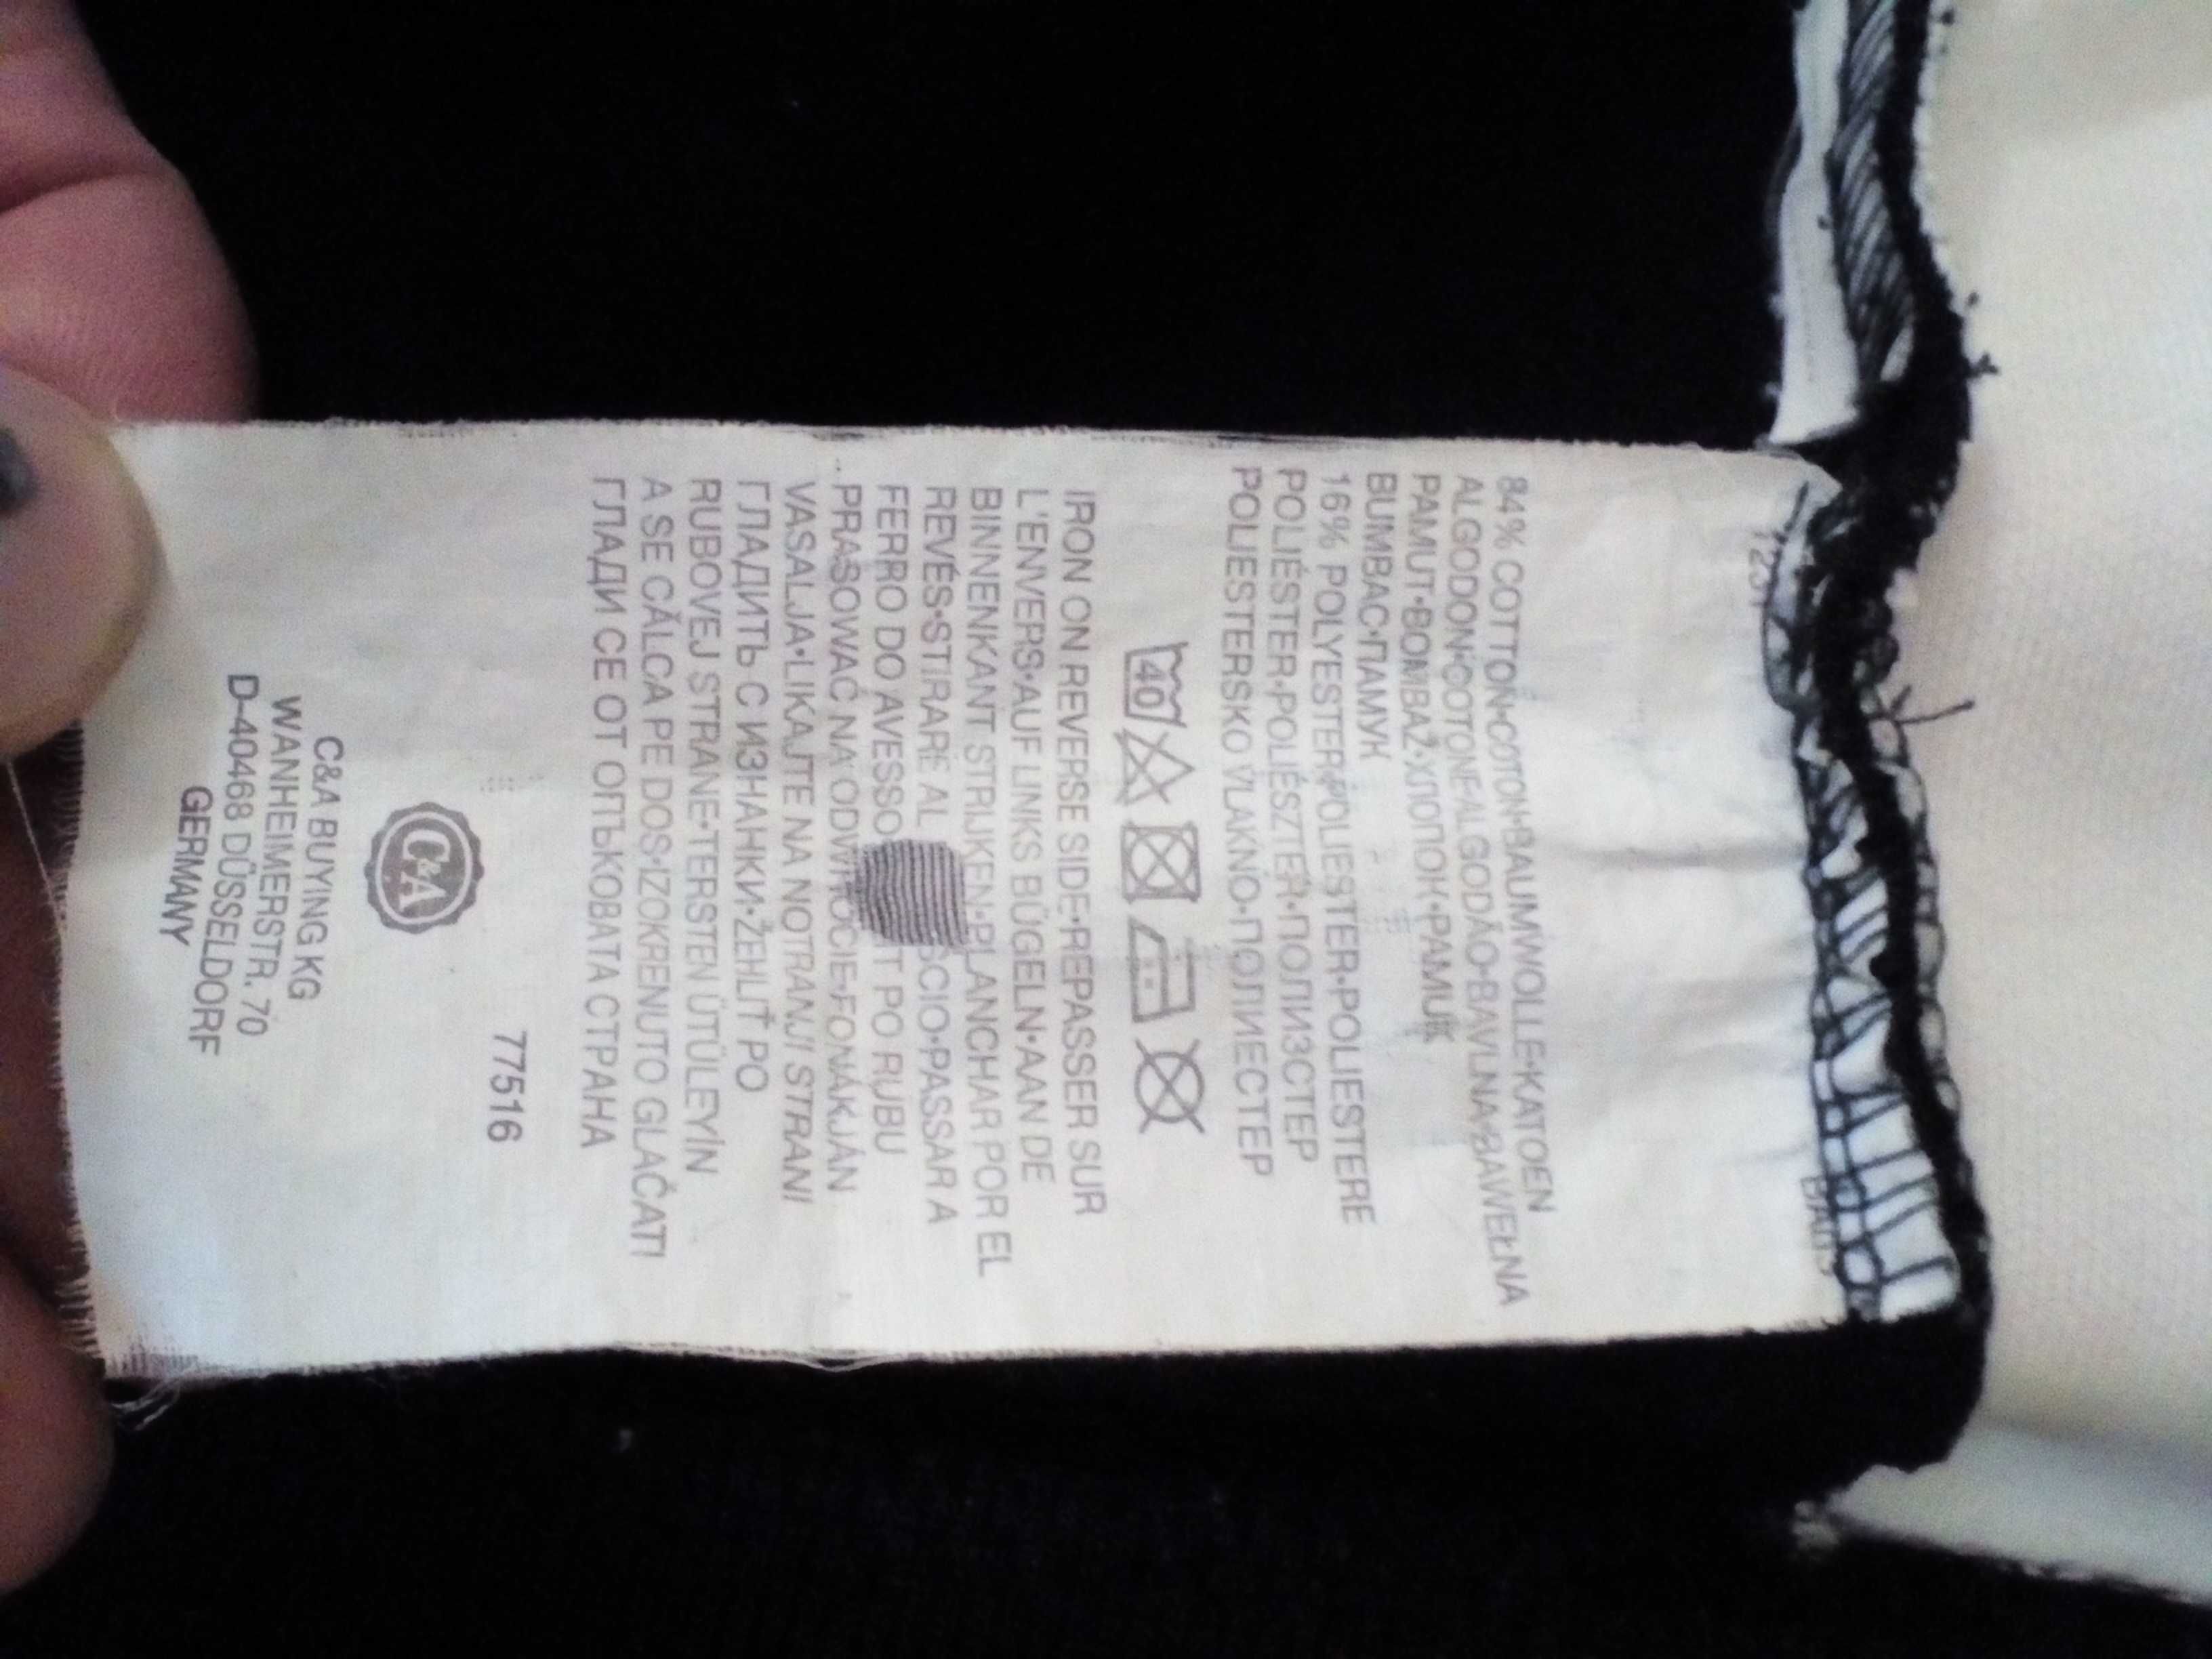 84% COTTON•COTON•BAUMWOLLE•KATOEN
ALGODDON•COTONE•ALGODÃO•BAVLNA•BAWEŁNA
PAMUT•BOMBAŽ•ХЛОПОК•PAMUK
BUMBAC•ПАМУК
16% POLYESTER•POLIESTER•POLIESTERE
POLIÉSTER•POLIÉSZTER•ПОЛИЭСТЕР
POLIESTERSKO VLAKNO•ПОЛИЕСТЕР
40
IRON ON REVERSE SIDE•REPASSER SUR
L'ENVERS•AUF LINKS BÜGELN•AAN DE
BINNENKANT STRIJKEN•PLANCHAR POR EL
REVÉS•STIRARE AL SCIO•PASSAR A
FERRO DO AVESSO PO RUBU
PRASOWAĆ NA FONÁKJÁN
VASALJA•LIKAJTE NA NOTRANJI STRANI
ГЛАДИТЬ С ИЗНАНКИ•ŽEHLIŤ PO
RUBOVEJ STRANE•TERSTEN ÜTÜLEYİN
A SE CĂLCA PE DOS•IZOKRENUTO GLAČATI
ГЛАДИ СЕ ОТ ОПЪКОВАТА СТРАНА
77516
C&A
C&A BUYING KG
WANHEIMERSTR. 70
D-40468 DÜSSELDORF
GERMANY